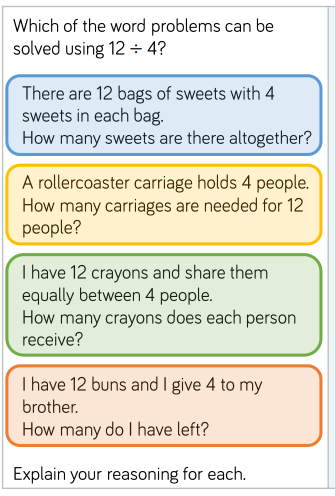 Which of the word problems can be
solved using 12 ÷ 4?
There are 12 bags of sweets with 4
sweets in each bag.
How many sweets are there altogether?
A rollercoaster carriage holds 4 people.
How many carriages are needed for 12
people?
I have 12 crayons and share them
equally between 4 people.
How many crayons does each person
receive?
I have 12 buns and I give 4 to my
brother.
How many do I have left?
Explain your reasoning for each.